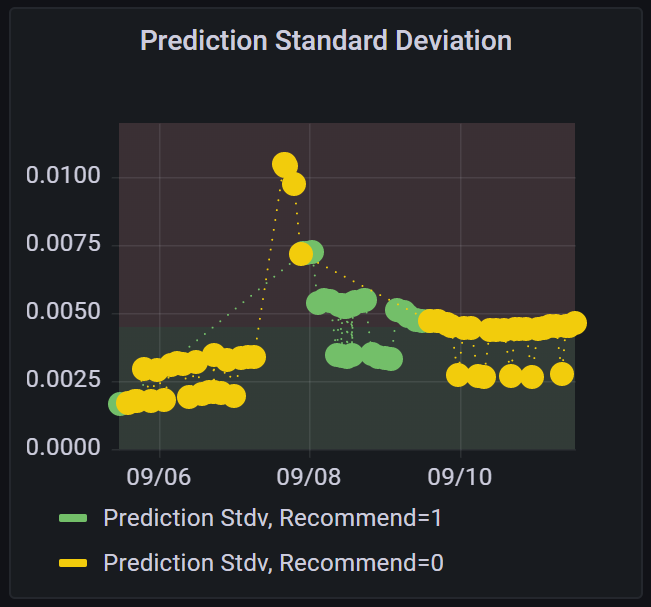 Prediction Standard Deviation
0.0100
0.0075
0.0050
0.0025
0.0000
09/06 09/08 09/10
Prediction Stdv, Recommend=1
Prediction Stdv, Recommend=0